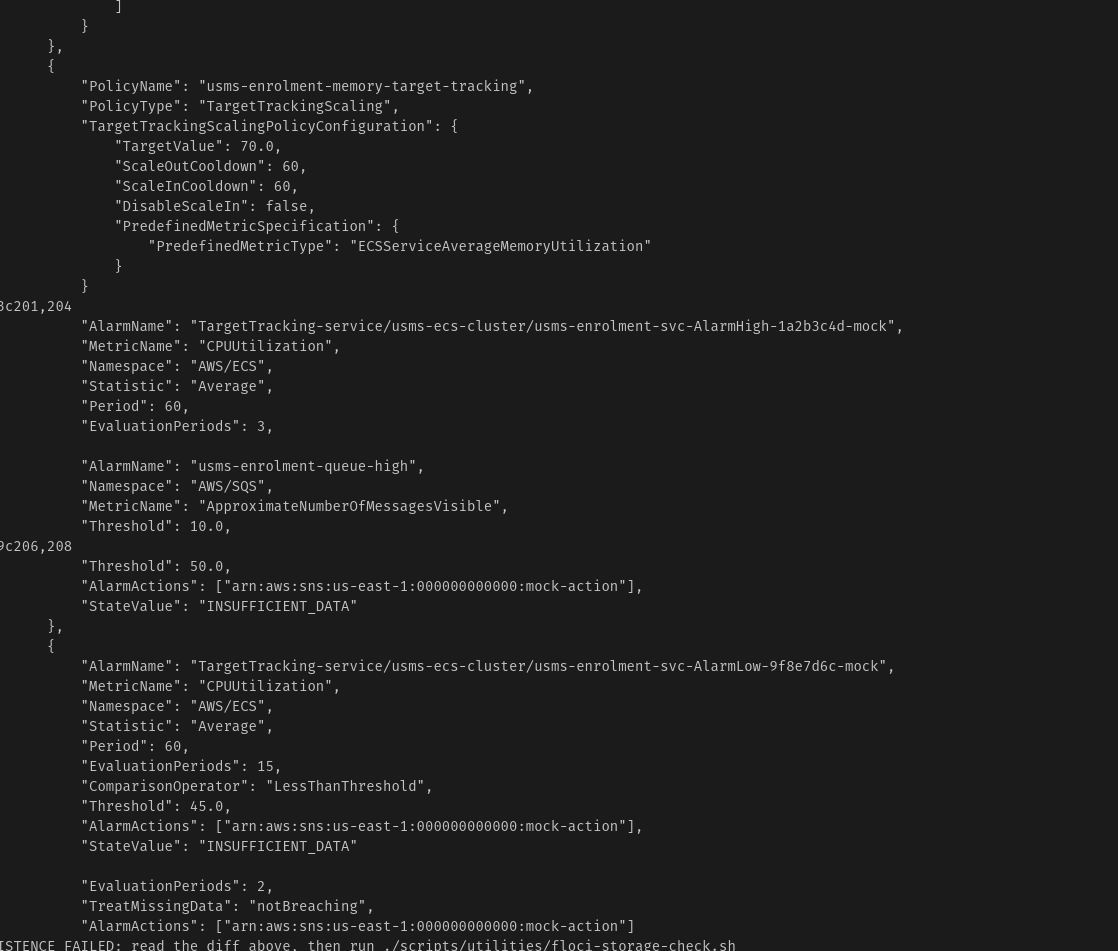 ]
}
},
{
"PolicyName": "usms-enrolment-memory-target-tracking",
"PolicyType": "TargetTrackingScaling",
"TargetTrackingScalingPolicyConfiguration": {
"TargetValue": 70.0,
"ScaleOutCooldown": 60,
"ScaleInCooldown": 60,
"DisableScaleIn": false,
"PredefinedMetricSpecification": {
"PredefinedMetricType": "ECSServiceAverageMemoryUtilization"
}
}
3c201,204
"AlarmName": "TargetTracking-service/usms-ecs-cluster/usms-enrolment-svc-AlarmHigh-1a2b3c4d-mock",
"MetricName": "CPUUtilization",
"Namespace": "AWS/ECS",
"Statistic": "Average",
"Period": 60,
"EvaluationPeriods": 3,
"AlarmName": "usms-enrolment-queue-high",
"Namespace": "AWS/SQS",
"MetricName": "ApproximateNumberOfMessagesVisible",
"Threshold": 10.0,
9c206,208
"Threshold": 50.0,
"AlarmActions": ["arn:aws:sns:us-east-1:000000000000:mock-action"],
"StateValue": "INSUFFICIENT_DATA"
},
{
"AlarmName": "TargetTracking-service/usms-ecs-cluster/usms-enrolment-svc-AlarmLow-9f8e7d6c-mock",
"MetricName": "CPUUtilization",
"Namespace": "AWS/ECS",
"Statistic": "Average",
"Period": 60,
"EvaluationPeriods": 15,
"ComparisonOperator": "LessThanThreshold",
"Threshold": 45.0,
"AlarmActions": ["arn:aws:sns:us-east-1:000000000000:mock-action"],
"StateValue": "INSUFFICIENT_DATA"
"EvaluationPeriods": 2,
"TreatMissingData": "notBreaching",
"AlarmActions": ["arn:aws:sns:us-east-1:000000000000:mock-action"]
ISTENCE FAILED: read the diff above, then run ./scripts/utilities/floci-storage-check.sh